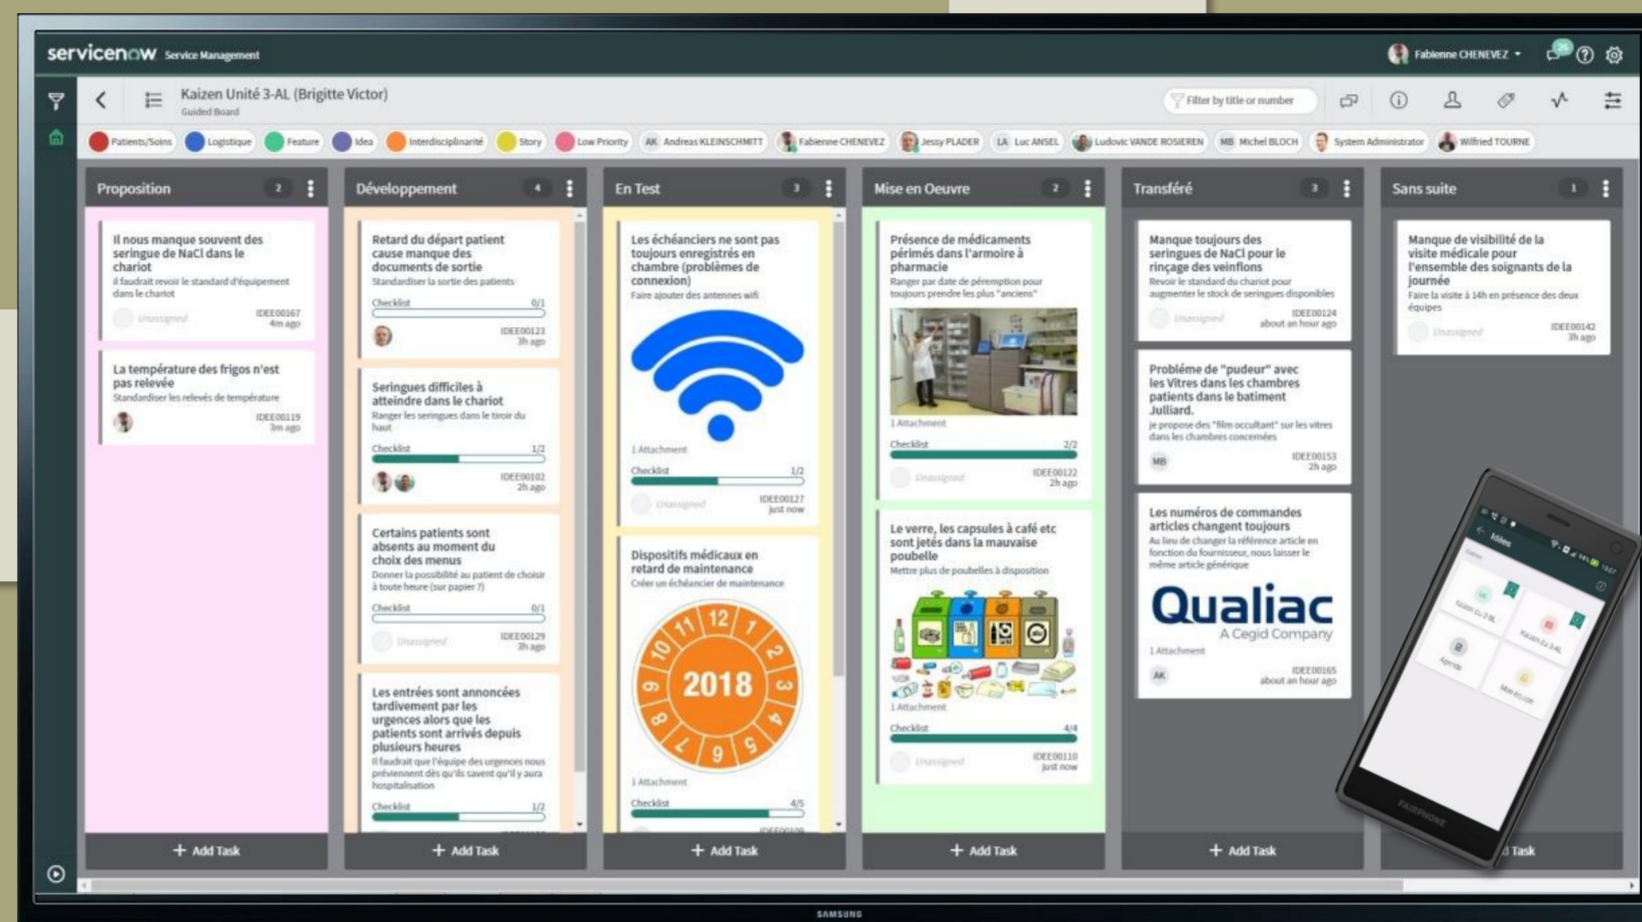 servicenow Service Management
Fabienne CHENEVEZ
25
Kaizen Unité 3-AL (Brigitte Victor)
Guided Board
Filter by title or number
Patients/Soins
Logistique
Feature
Idea
Interdisciplinarité
Story
Low Priority
AK Andreas KLEINSCHMITT
Fabienne CHENEVEZ
Jessy PLADER
LA Luc ANSEL
Ludovic VANDE ROSIEREN
MB Michel BLOCH
System Administrator
Wilfried TOURNE
Proposition 2
Il nous manque souvent des
seringue de NaCl dans le
chariot
il faudrait revoir le standard d'équipement
dans le chariot
Unassigned
IDEE00167
4m ago
La température des frigos n'est
pas relevée
Standardiser les relevés de température
IDEE00119
3m ago
+ Add Task
Développement 4
Retard du départ patient
cause manque des
documents de sortie
Standardiser la sortie des patients
Checklist 0/1
IDEE00123
3h ago
Seringues difficiles à
atteindre dans le chariot
Ranger les seringues dans le tiroir du
haut
Checklist 1/2
IDEE00102
2h ago
Certains patients sont
absents au moment du
choix des menus
Donner la possibilité au patient de choisir
à toute heure (sur papier ?)
Checklist 0/1
Unassigned
IDEE00129
3h ago
Les entrées sont annoncées
tardivement par les
urgences alors que les
patients sont arrivés depuis
plusieurs heures
Il faudrait que l'équipe des urgences nous
préviennent dès qu'ils savent qu'il y aura
hospitalisation
Checklist 1/2
+ Add Task
En Test 3
Les échéanciers ne sont pas
toujours enregistrés en
chambre (problèmes de
connexion)
Faire ajouter des antennes wifi
1 Attachment
Checklist 1/2
Unassigned
IDEE00127
just now
Dispositifs médicaux en
retard de maintenance
Créer un échéancier de maintenance
12
1
2
3
5
6
7
8
9
10
11
2018
1 Attachment
Checklist 4/5
IDEE00109
+ Add Task
Mise en Oeuvre 2
Présence de médicaments
périmés dans l'armoire à
pharmacie
Ranger par date de péremption pour
toujours prendre les plus "anciens"
1 Attachment
Checklist 2/2
Unassigned
IDEE00122
2h ago
Le verre, les capsules à café etc
sont jetés dans la mauvaise
poubelle
Mettre plus de poubelles à disposition
1 Attachment
Checklist 4/4
Unassigned
IDEE00110
just now
+ Add Task
Transféré 3
Manque toujours des
seringues de NaCl pour le
rinçage des veinflons
Revoir le standard du chariot pour
augmenter le stock de seringues disponibles
Unassigned
IDEE00124
about an hour ago
Probléme de "pudeur" avec
les Vitres dans les chambres
patients dans le batiment
Julliard.
je propose des "film occultant" sur les vitres
dans les chambres concernées
MB
IDEE00153
2h ago
Les numéros de commandes
articles changent toujours
Au lieu de changer la référence article en
fonction du fournisseur, nous laisser le
même article générique
Qualiac
A Cegid Company
1 Attachment
AK
IDEE00165
about an hour ago
+ Add Task
Sans suite 1
Manque de visibilité de la
visite médicale pour
l'ensemble des soignants de la
journée
Faire la visite à 14h en présence des deux
équipes
Unassigned
IDEE00142
3h ago
d Task
Idées
Agenda
FAIRPHONE
SAMSUNG